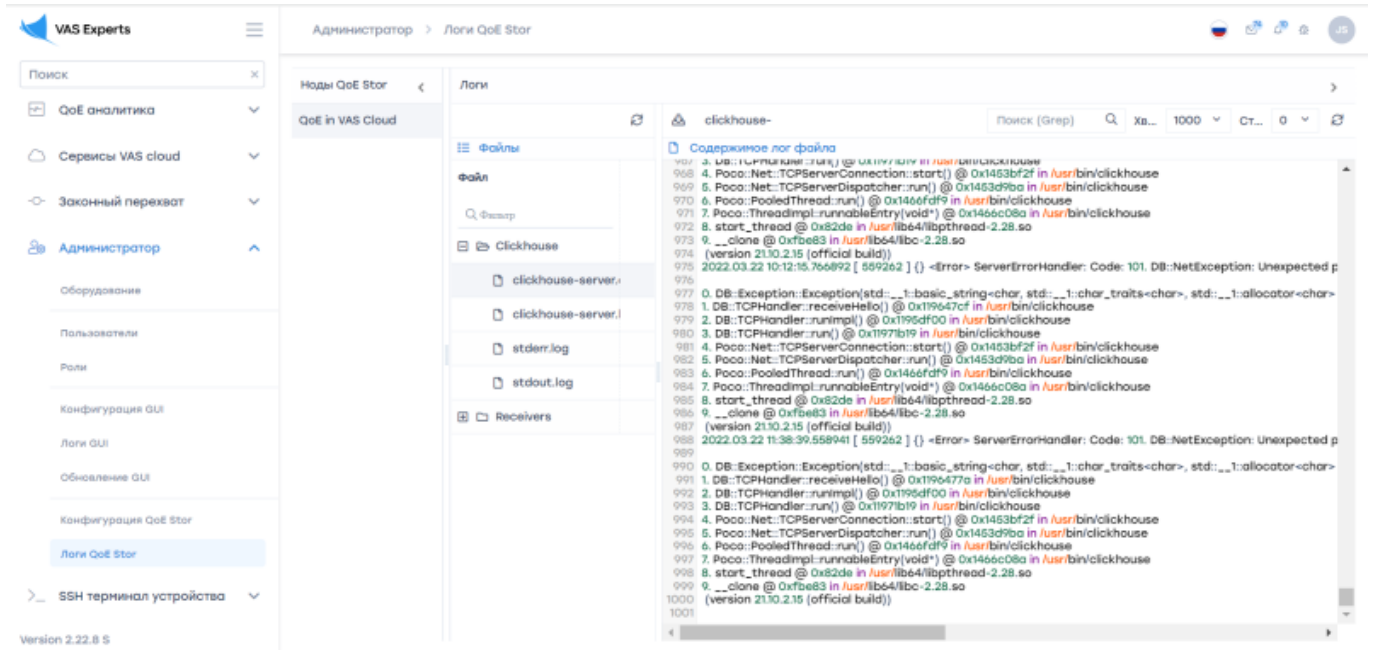 VAS Experts
Администратор > Логи QoE Stor
JS
Поиск
QoE аналитика
Сервисы VAS cloud
Законный перехват
Администратор
Оборудование
Пользователи
Роли
Конфигурация GUI
Логи GUI
Обновление GUI
Конфигурация QoE Stor
Логи QoE Stor
SSH терминал устройства
Version 2.22.8 S
Ноды QoE Stor
QoE in VAS Cloud
Логи
Файлы
Файл
Фильтр
Clickhouse
clickhouse-server.
clickhouse-server.l
stderr.log
stdout.log
Receivers
clickhouse-
Поиск (Grep)
Хв... 1000
Ст... 0
Содержимое лог файла
967 3. DB::TCPHandler::run() @ 0x11971b19 in /usr/bin/clickhouse
968 4. Poco::Net::TCPServerConnection::start() @ 0x1453bf2f in /usr/bin/clickhouse
969 5. Poco::Net::TCPServerDispatcher::run() @ 0x1453d9ba in /usr/bin/clickhouse
970 6. Poco::PooledThread::run() @ 0x1466fdf9 in /usr/bin/clickhouse
971 7. Poco::ThreadImpl::runnableEntry(void*) @ 0x1466c08a in /usr/bin/clickhouse
972 8. start_thread @ 0x82de in /usr/lib64/libpthread-2.28.so
973 9. __clone @ 0xfbe83 in /usr/lib64/libc-2.28.so
974 (version 21.10.2.15 (official build))
975 2022.03.22 10:12:15.766892 [ 559262 ] {} <Error> ServerErrorHandler: Code: 101. DB::NetException: Unexpected p
976
977 0. DB::Exception::Exception(std::__1::basic_string<char, std::__1::char_traits<char>, std::__1::allocator<char>
978 1. DB::TCPHandler::receiveHello() @ 0x119647cf in /usr/bin/clickhouse
979 2. DB::TCPHandler::runImpl() @ 0x1195df00 in /usr/bin/clickhouse
980 3. DB::TCPHandler::run() @ 0x11971b19 in /usr/bin/clickhouse
981 4. Poco::Net::TCPServerConnection::start() @ 0x1453bf2f in /usr/bin/clickhouse
982 5. Poco::Net::TCPServerDispatcher::run() @ 0x1453d9ba in /usr/bin/clickhouse
983 6. Poco::PooledThread::run() @ 0x1466fdf9 in /usr/bin/clickhouse
984 7. Poco::ThreadImpl::runnableEntry(void*) @ 0x1466c08a in /usr/bin/clickhouse
985 8. start_thread @ 0x82de in /usr/lib64/libpthread-2.28.so
986 9. __clone @ 0xfbe83 in /usr/lib64/libc-2.28.so
987 (version 21.10.2.15 (official build))
988 2022.03.22 11:38:39.558941 [ 559262 ] {} <Error> ServerErrorHandler: Code: 101. DB::NetException: Unexpected p
989
990 0. DB::Exception::Exception(std::__1::basic_string<char, std::__1::char_traits<char>, std::__1::allocator<char>
991 1. DB::TCPHandler::receiveHello() @ 0x1196477a in /usr/bin/clickhouse
992 2. DB::TCPHandler::runImpl() @ 0x1195df00 in /usr/bin/clickhouse
993 3. DB::TCPHandler::run() @ 0x11971b19 in /usr/bin/clickhouse
994 4. Poco::Net::TCPServerConnection::start() @ 0x1453bf2f in /usr/bin/clickhouse
995 5. Poco::Net::TCPServerDispatcher::run() @ 0x1453d9ba in /usr/bin/clickhouse
996 6. Poco::PooledThread::run() @ 0x1466fdf9 in /usr/bin/clickhouse
997 7. Poco::ThreadImpl::runnableEntry(void*) @ 0x1466c08a in /usr/bin/clickhouse
998 8. start_thread @ 0x82de in /usr/lib64/libpthread-2.28.so
999 9. __clone @ 0xfbe83 in /usr/lib64/libc-2.28.so
1000 (version 21.10.2.15 (official build))
1001